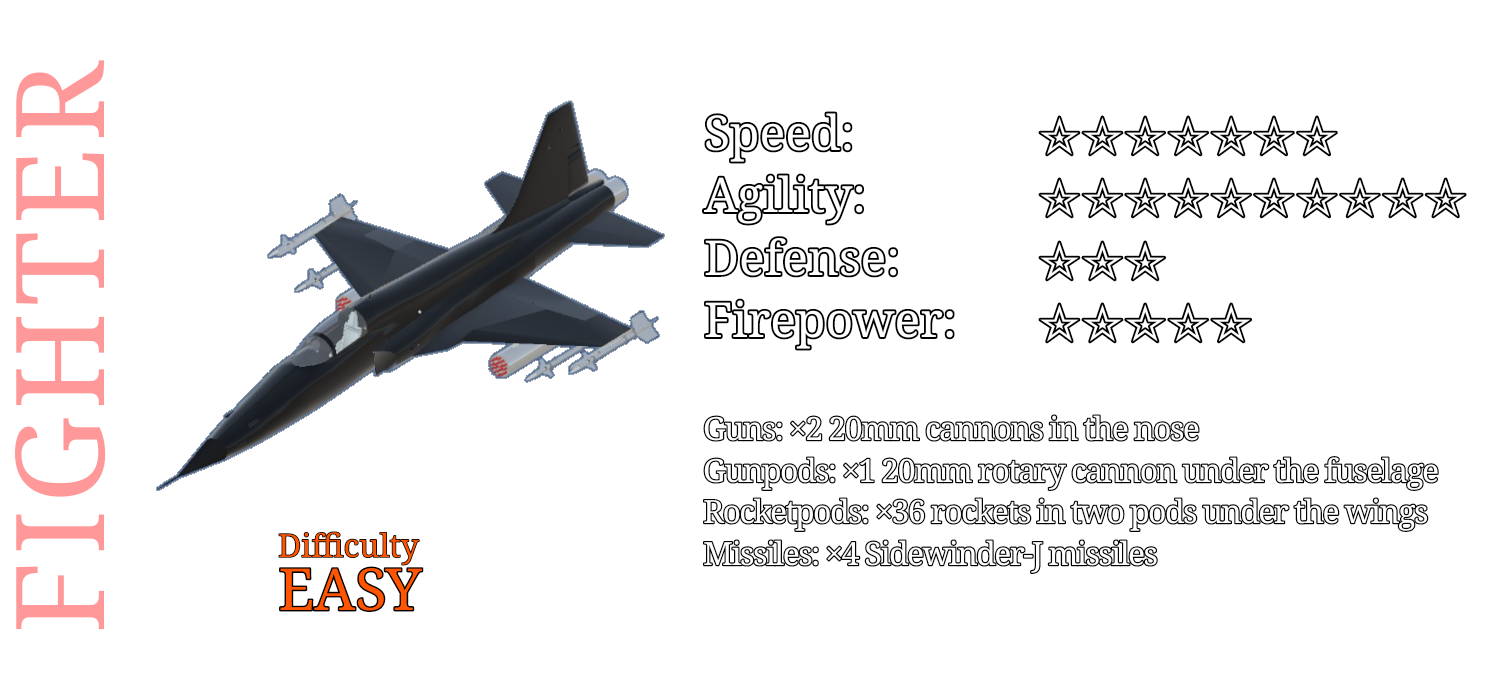 FIGHTER
Speed: ☆☆☆☆☆☆☆
Agility: ☆☆☆☆☆☆☆☆☆☆
Defense: ☆☆☆
Firepower: ☆☆☆☆☆
Guns: ×2 20mm cannons in the nose
Gunpods: ×1 20mm rotary cannon under the fuselage
Rocketpods: ×36 rockets in two pods under the wings
Missiles: ×4 Sidewinder-J missiles
Difficulty
EASY